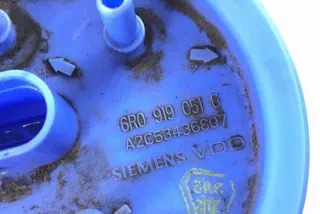 6R0 919 051 G
A2C53436807
SIEMENS VDO